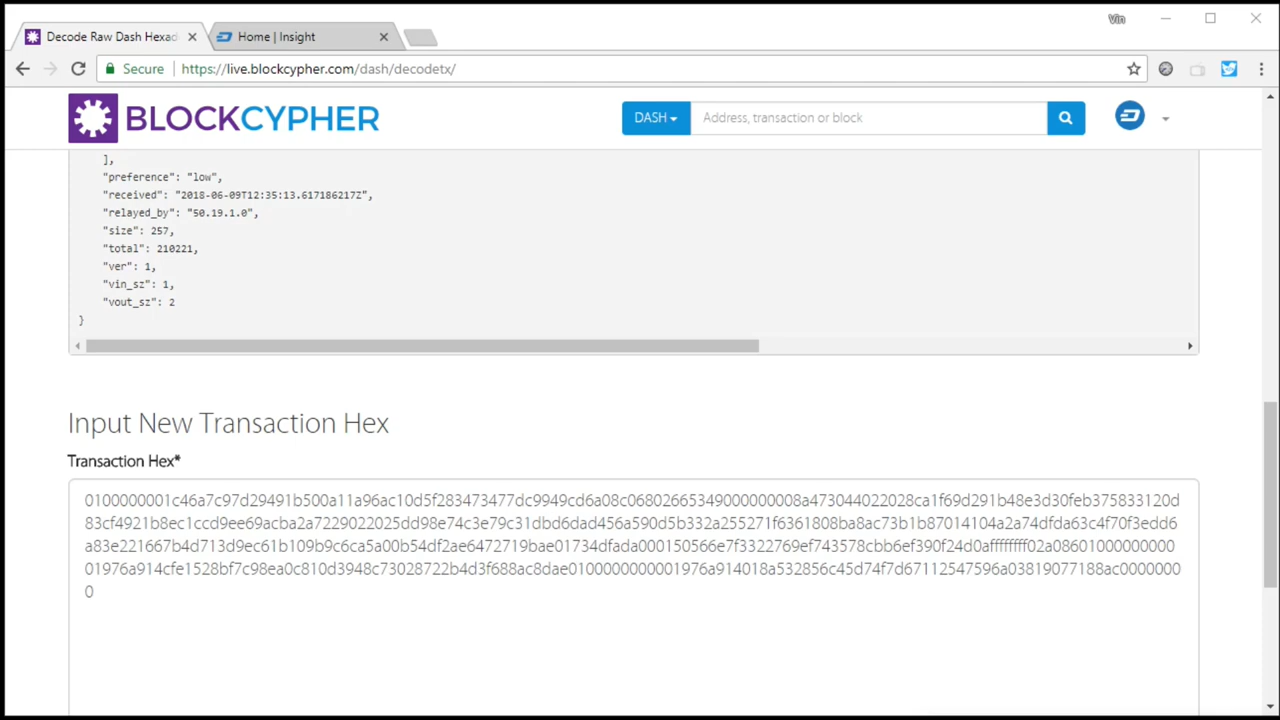 Vin
Decode Raw Dash Hexad
Home | Insight
Secure
https://live.blockcypher.com/dash/decodetx/
BLOCKCYPHER
DASH
Address, transaction or block
],
"preference": "low",
"received": "2018-06-09T12:35:13.617186217Z",
"relayed_by": "50.19.1.0",
"size": 257,
"total": 210221,
"ver": 1,
"vin_sz": 1,
"vout_sz": 2
}
Input New Transaction Hex
Transaction Hex*
0100000001c46a7c97d29491b500a11a96ac10d5f283473477dc9949cd6a08c06802665349000000008a473044022028ca1f69d291b48e3d30feb375833120d
83cf4921b8ec1ccd9ee69acba2a7229022025dd98e74c3e79c31dbd6dad456a590d5b332a255271f6361808ba8ac73b1b87014104a2a74dfda63c4f70f3edd6
a83e221667b4d713d9ec61b109b9c6ca5a00b54df2ae6472719bae01734dfada000150566e7f3322769ef743578cbb6ef390f24d0affffffff02a08601000000000
01976a914cfe1528bf7c98ea0c810d3948c73028722b4d3f688ac8dae0100000000001976a914018a532856c45d74f7d67112547596a03819077188ac0000000
0